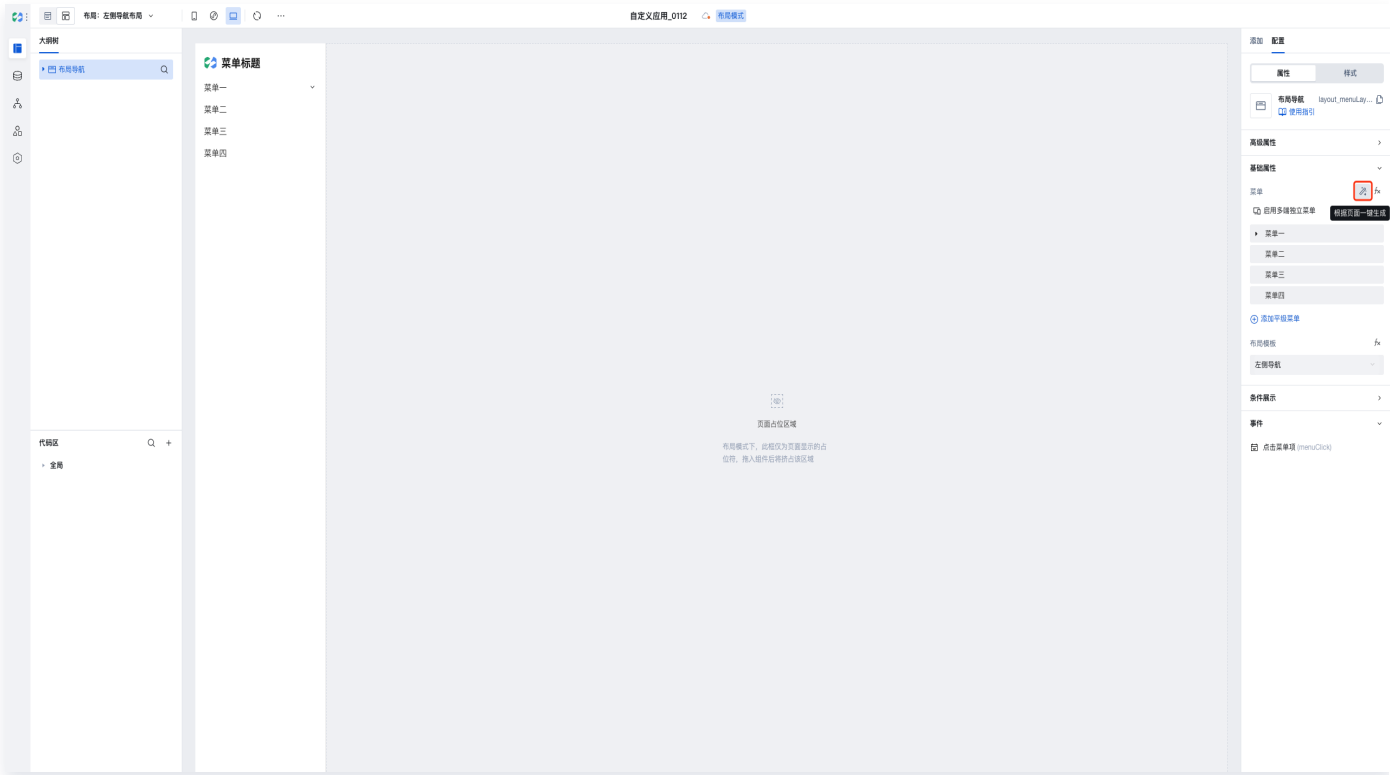 布局: 左侧导航布局
自定义应用_0112
布局模式
大纲树
布局导航
代码区
全局
菜单标题
菜单一
菜单二
菜单三
菜单四
页面占位区域
布局模式下，此框仅为页面显示的占
位符，拖入组件后将挤占该区域
添加 配置
属性 样式
布局导航 layout_menuLay...
使用指引
高级属性
基础属性
菜单 fx
启用多端独立菜单
根据页面一键生成
菜单一
菜单二
菜单三
菜单四
添加平级菜单
布局模板 fx
左侧导航
条件展示
事件
点击菜单项 (menuClick)